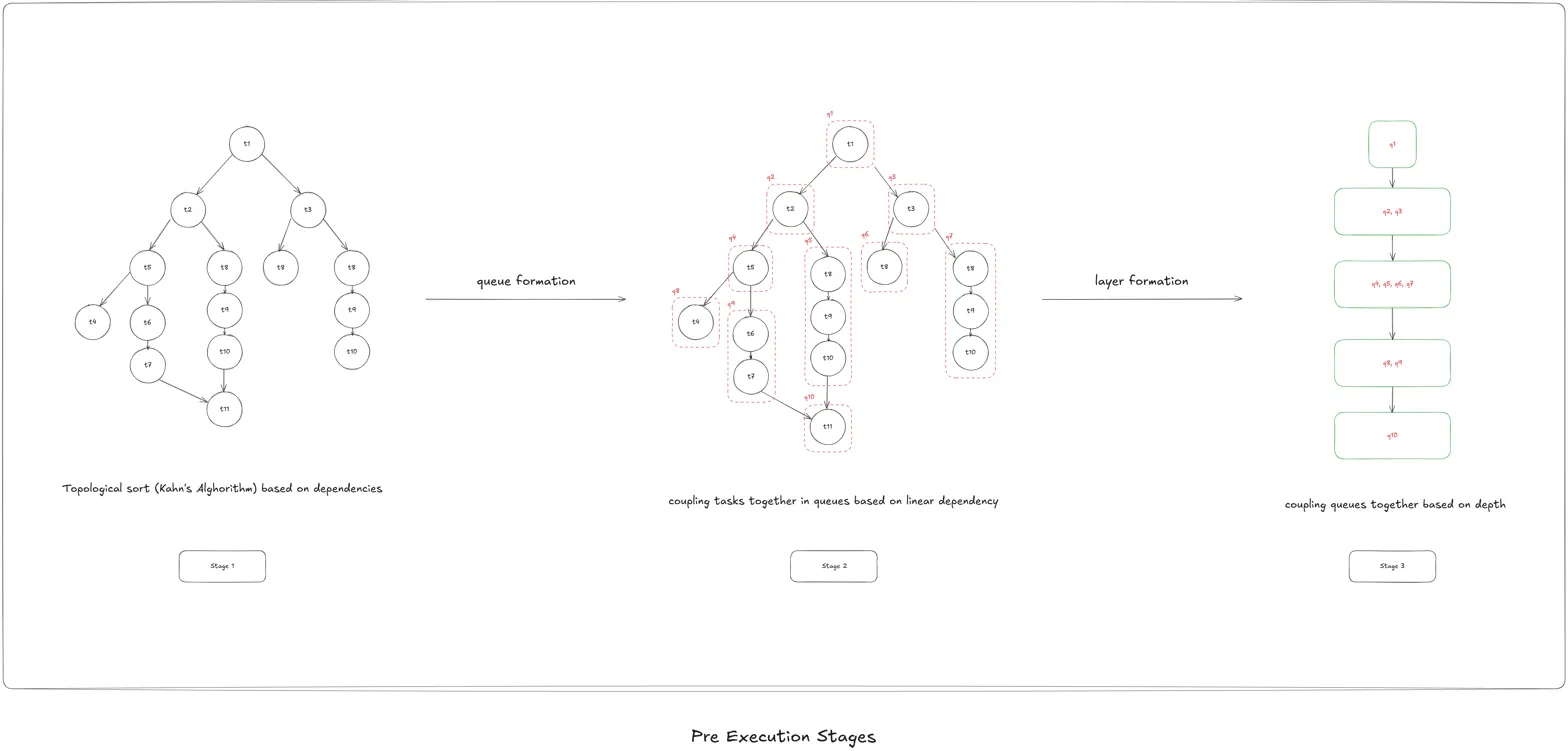 t1
t2
t3
t5
t8
t8
t8
t4
t6
t9
t9
t7
t10
t10
t11
Topological sort (Kahn's Alghorithm) based on dependencies
Stage 1
queue formation
q1
t1
q2
q3
t2
t3
q4
q5
q6
q7
t5
t8
t8
t8
q8
q9
t4
t6
t9
t9
t7
t10
t10
q10
t11
coupling tasks together in queues based on linear dependency
Stage 2
layer formation
q1
q2, q3
q4, q5, q6, q7
q8, q9
q10
coupling queues together based on depth
Stage 3
Pre Execution Stages